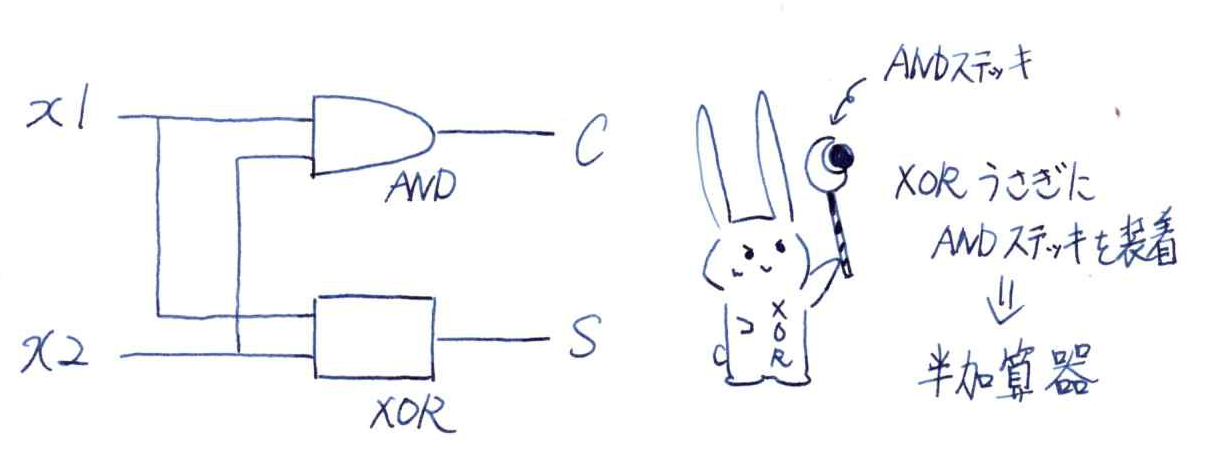 x1
C
AND
x2
S
XOR
ANDステッキ
XOR
XORうさぎに
ANDステッキを装着
⇓
半加算器